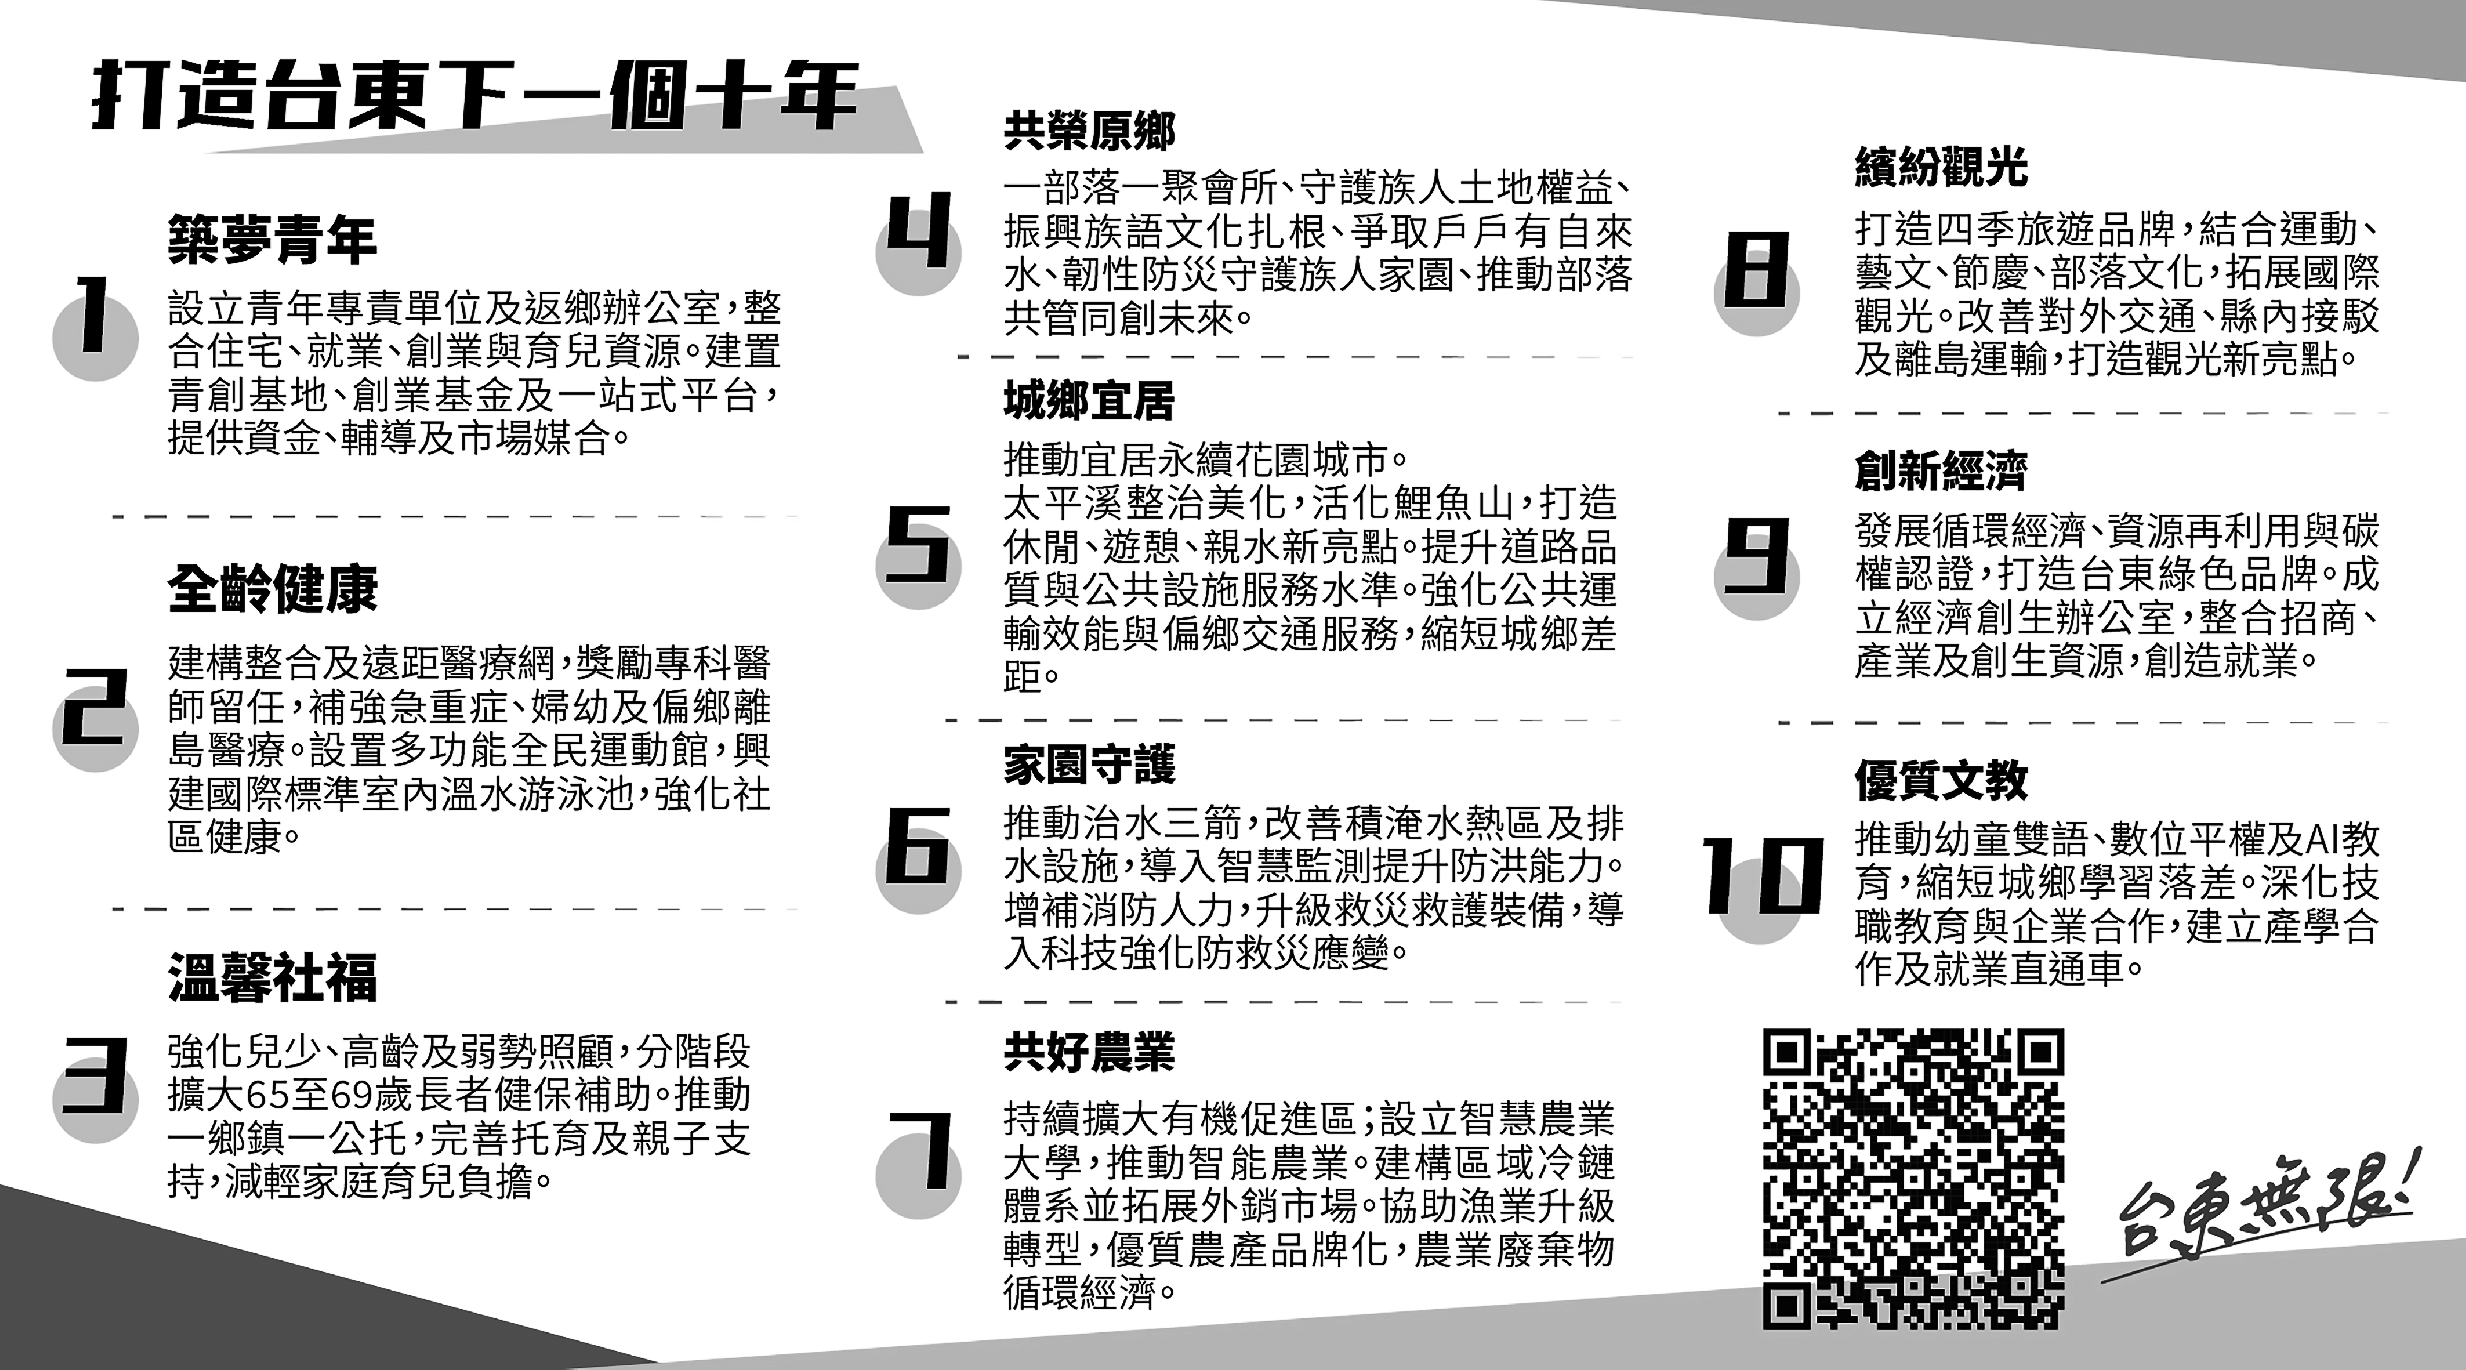 打造台東下一個十年
1
築夢青年
設立青年專責單位及返鄉辦公室，整
合住宅、就業、創業與育兒資源。建置
青創基地、創業基金及一站式平台，
提供資金、輔導及市場媒合。
2
全齡健康
建構整合及遠距醫療網，獎勵專科醫
師留任，補強急重症、婦幼及偏鄉離
島醫療。設置多功能全民運動館，興
建國際標準室內溫水游泳池，強化社
區健康。
3
溫馨社福
強化兒少、高齡及弱勢照顧，分階段
擴大65至69歲長者健保補助。推動
一鄉鎮一公托，完善托育及親子支
持，減輕家庭育兒負擔。
4
共榮原鄉
一部落一聚會所、守護族人土地權益、
振興族語文化扎根、爭取戶戶有自來
水、韌性防災守護族人家園、推動部落
共管同創未來。
5
城鄉宜居
推動宜居永續花園城市。
太平溪整治美化，活化鯉魚山，打造
休閒、遊憩、親水新亮點。提升道路品
質與公共設施服務水準。強化公共運
輸效能與偏鄉交通服務，縮短城鄉差
距。
6
家園守護
推動治水三箭，改善積淹水熱區及排
水設施，導入智慧監測提升防洪能力。
增補消防人力，升級救災救護裝備，導
入科技強化防救災應變。
7
共好農業
持續擴大有機促進區；設立智慧農業
大學，推動智能農業。建構區域冷鏈
體系並拓展外銷市場。協助漁業升級
轉型，優質農產品牌化，農業廢棄物
循環經濟。
8
繽紛觀光
打造四季旅遊品牌，結合運動、
藝文、節慶、部落文化，拓展國際
觀光。改善對外交通、縣內接駁
及離島運輸，打造觀光新亮點。
9
創新經濟
發展循環經濟、資源再利用與碳
權認證，打造台東綠色品牌。成
立經濟創生辦公室，整合招商、
產業及創生資源，創造就業。
10
優質文教
推動幼童雙語、數位平權及AI教
育，縮短城鄉學習落差。深化技
職教育與企業合作，建立產學合
作及就業直通車。
台東無限！